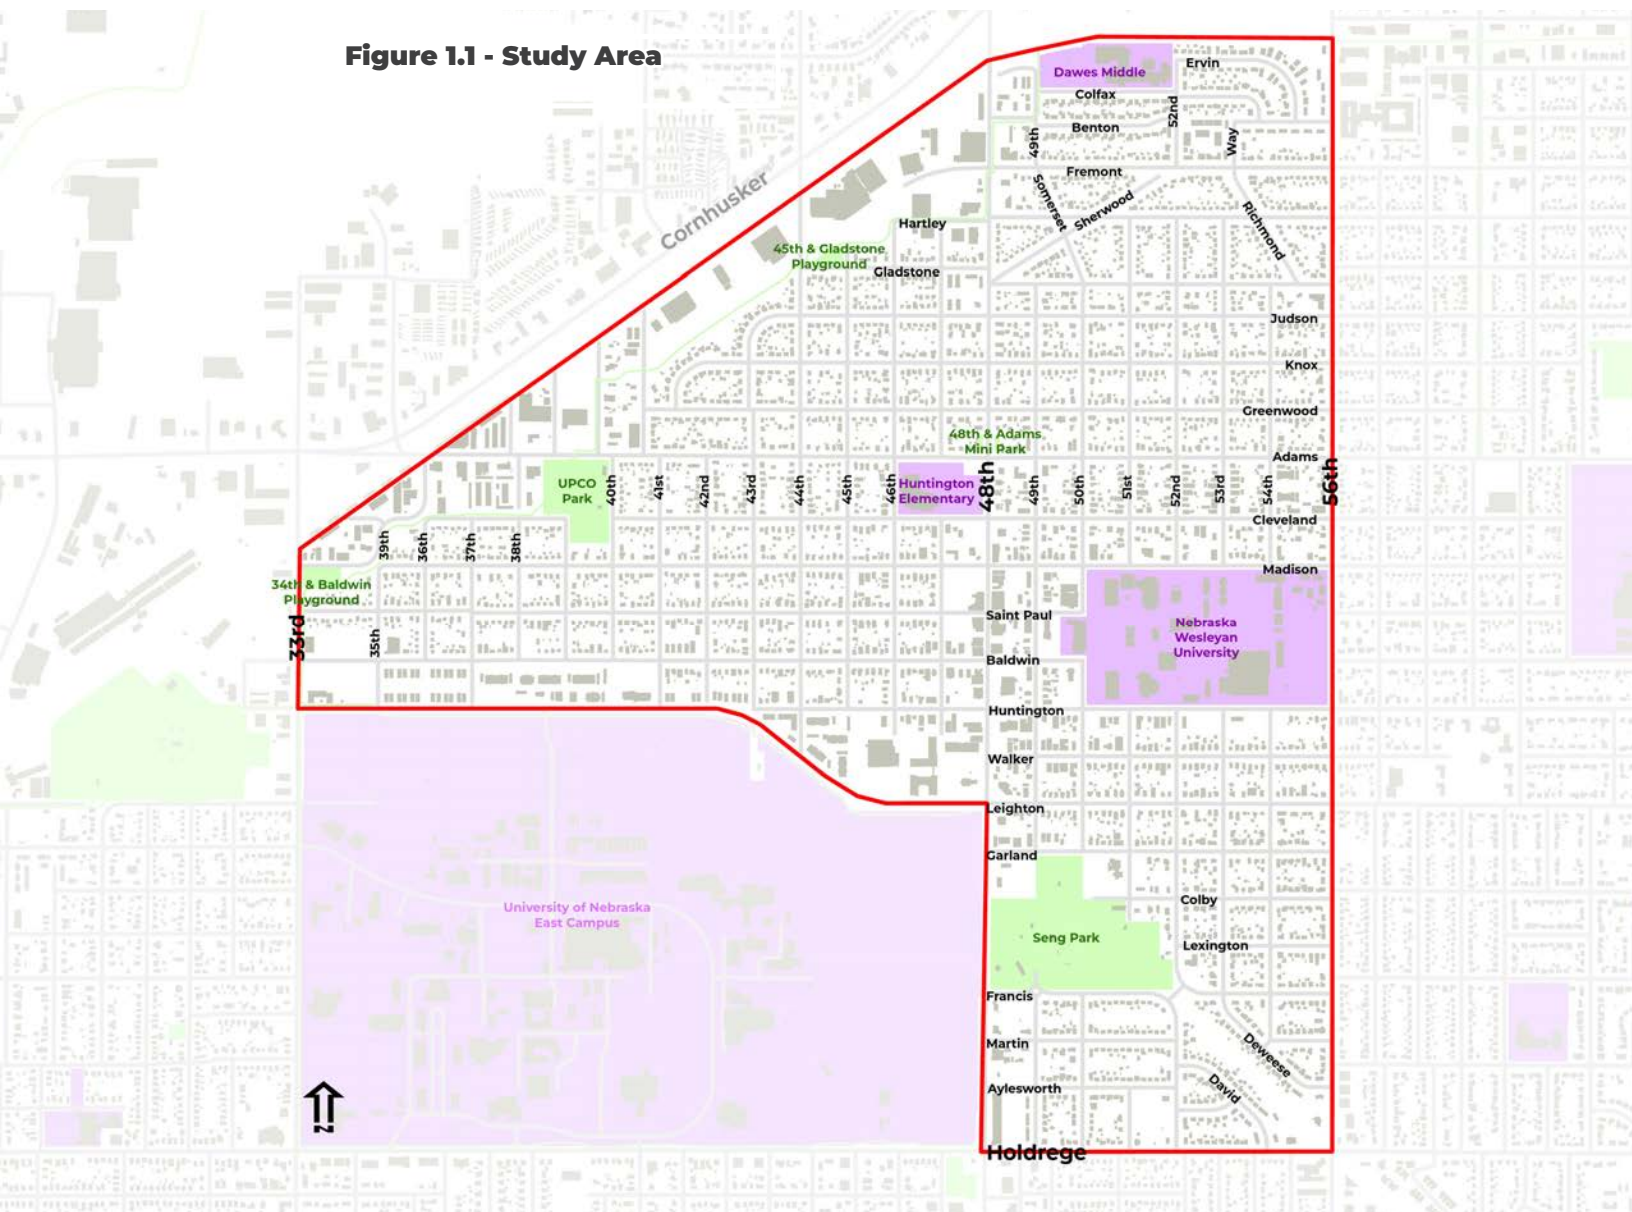 Figure 1.1 - Study Area
Ervin
Dawes Middle
Colfax
52nd
Benton
49th
Way
Fremont
Somerset
Sherwood
Cornhusker
Richmond
Hartley
45th & Gladstone
Playground
Gladstone
Judson
Knox
Greenwood
48th & Adams
Mini Park
Adams
UPCO
Park
40th
41st
42nd
43rd
44th
45th
46th
Huntington
Elementary
48th
49th
50th
51st
52nd
53rd
54th
56th
Cleveland
39th
36th
37th
38th
Madison
34th & Baldwin
Playground
Saint Paul
Nebraska
Wesleyan
University
33rd
35th
Baldwin
Huntington
Walker
Leighton
Garland
Colby
University of Nebraska
East Campus
Seng Park
Lexington
Francis
Martin
Deweese
Aylesworth
David
N
Holdrege